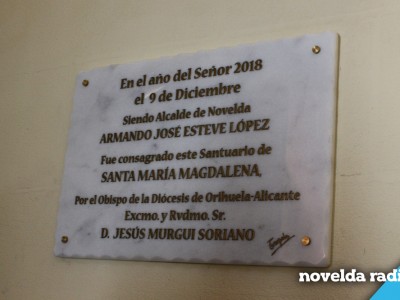 En el año del Señor 2018
el 9 de Diciembre
Siendo Alcalde de Novelda
ARMANDO JOSÉ ESTEVE LÓPEZ
Fue consagrado este Santuario de
SANTA MARÍA MAGDALENA,
Por el Obispo de la Diócesis de Orihuela-Alicante
Excmo. y Rvdmo. Sr.
D. JESÚS MURGUI SORIANO
novelda radi